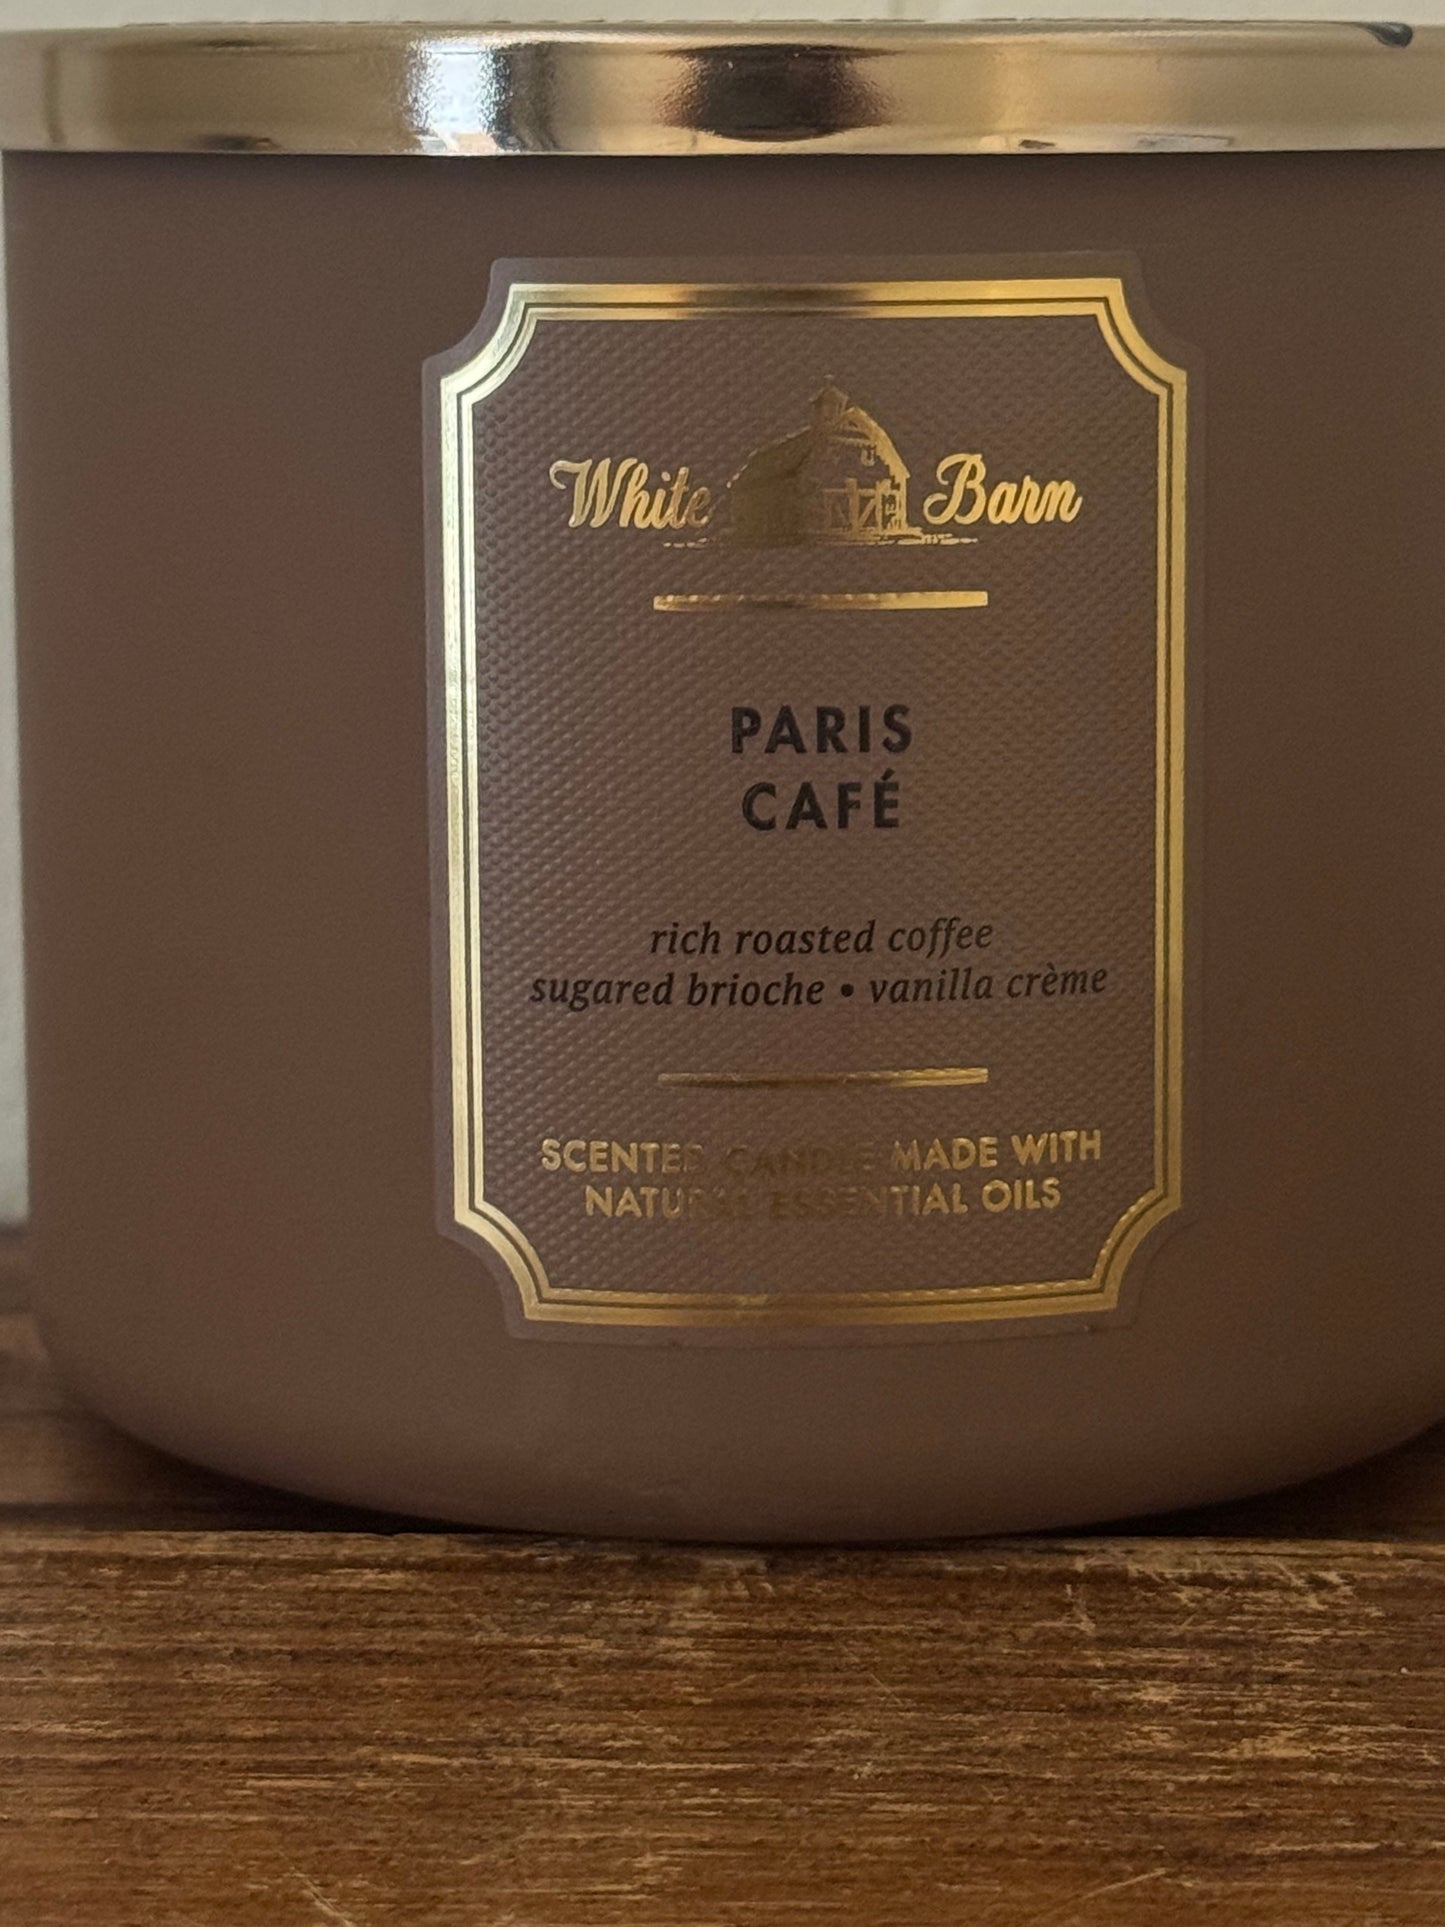 White Barn
PARIS
CAFÉ
rich roasted coffee
sugared brioche • vanilla crème
SCENTED CANDLE MADE WITH
NATURAL ESSENTIAL OILS